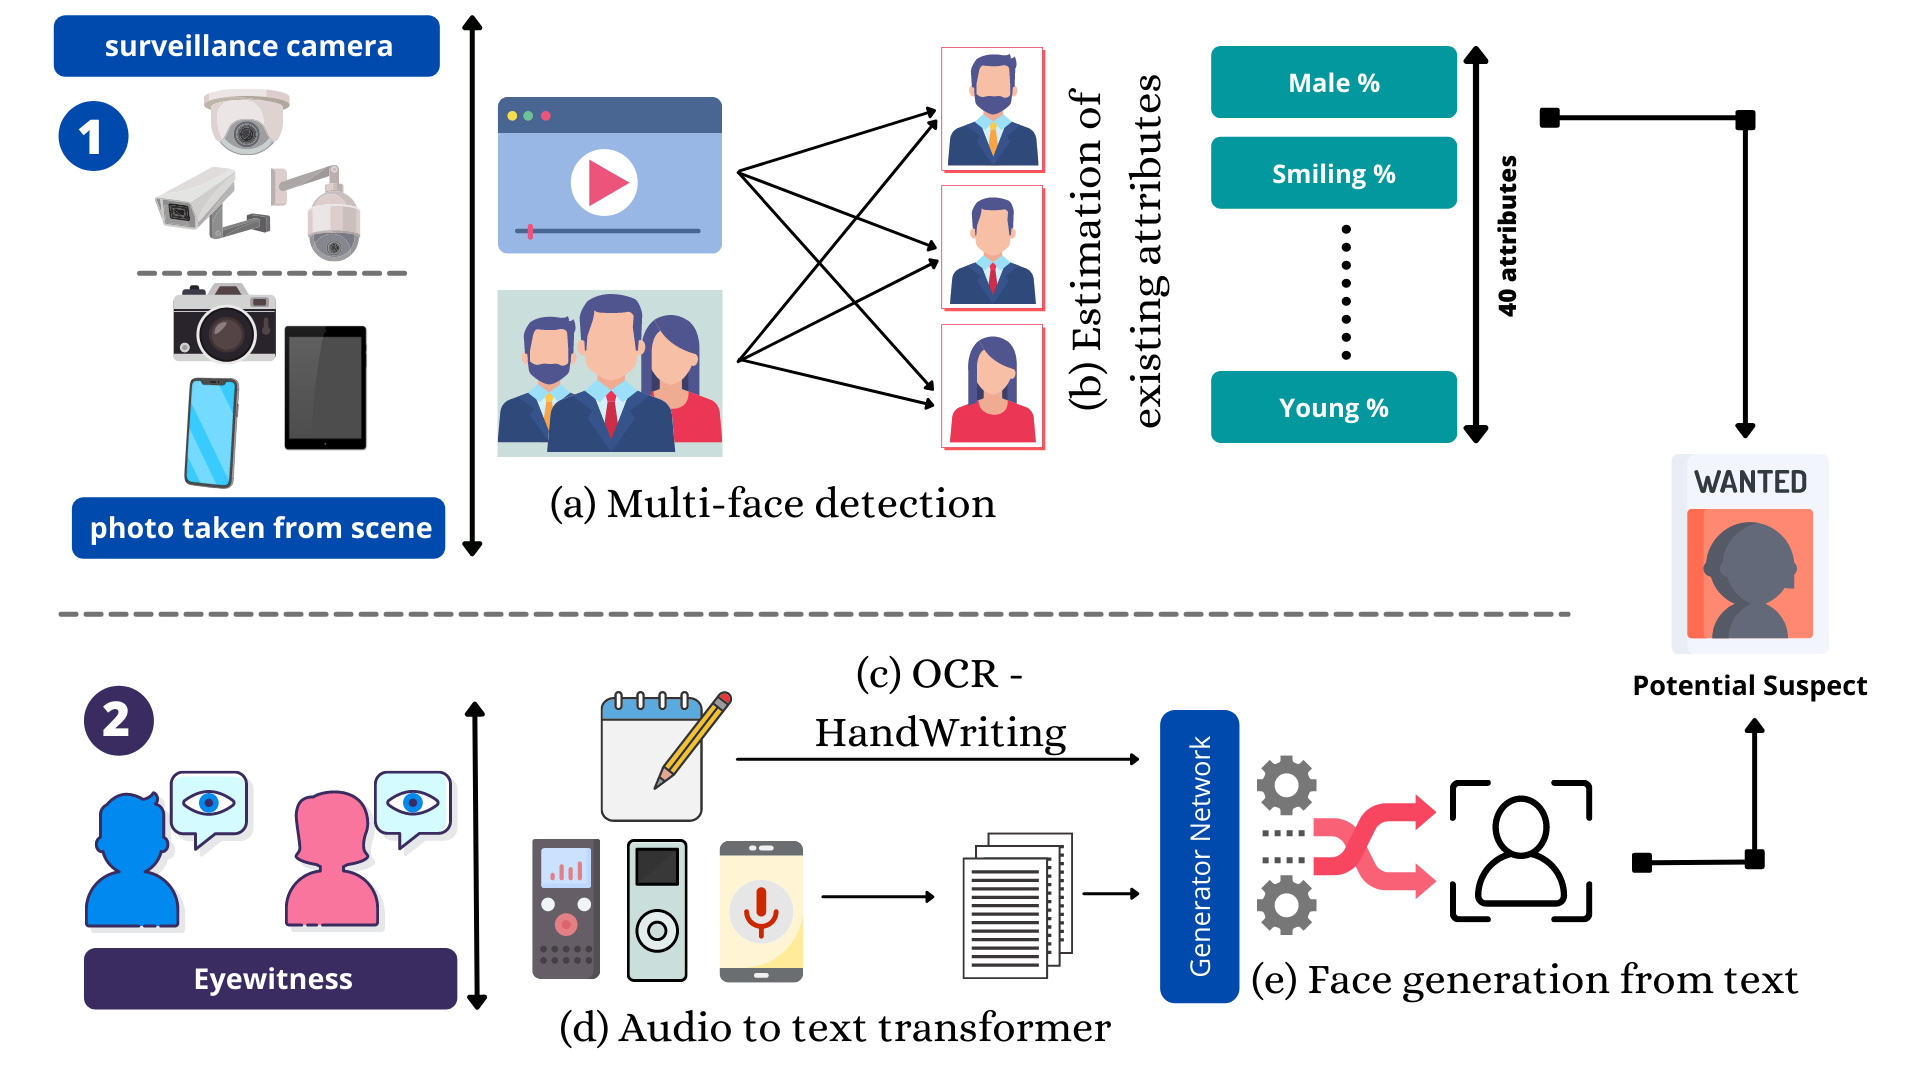 surveillance camera
1
photo taken from scene
(a) Multi-face detection
(b) Estimation of
existing attributes
Male %
Smiling %
Young %
40 attributes
WANTED
Potential Suspect
2
Eyewitness
(c) OCR -
HandWriting
(d) Audio to text transformer
Generator Network
(e) Face generation from text